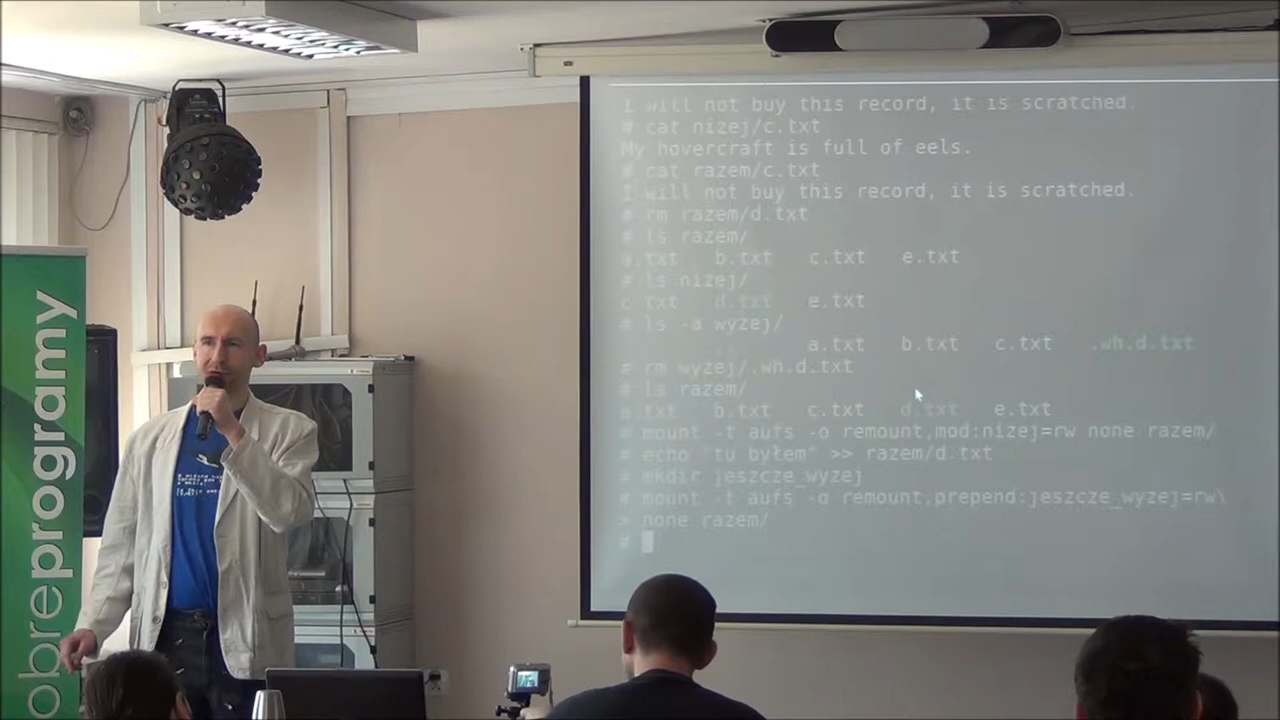 I will not buy this record, it is scratched.
# cat nizej/c.txt
My hovercraft is full of eels.
# cat razem/c.txt
I will not buy this record, it is scratched.
# rm razem/d.txt
# ls razem/
a.txt b.txt c.txt e.txt
# ls nizej/
c.txt d.txt e.txt
# ls -a wyzej/
a.txt b.txt c.txt .wh.d.txt
# rm wyzej/.wh.d.txt
# ls razem/
a.txt b.txt c.txt d.txt e.txt
# mount -t aufs -o remount,mod:nizej=rw none razem/
# echo "tu byłem" >> razem/d.txt
# mkdir jeszcze_wyzej
# mount -t aufs -o remount,prepend:jeszcze_wyzej=rw\
> none razem/
#
obreprogramy